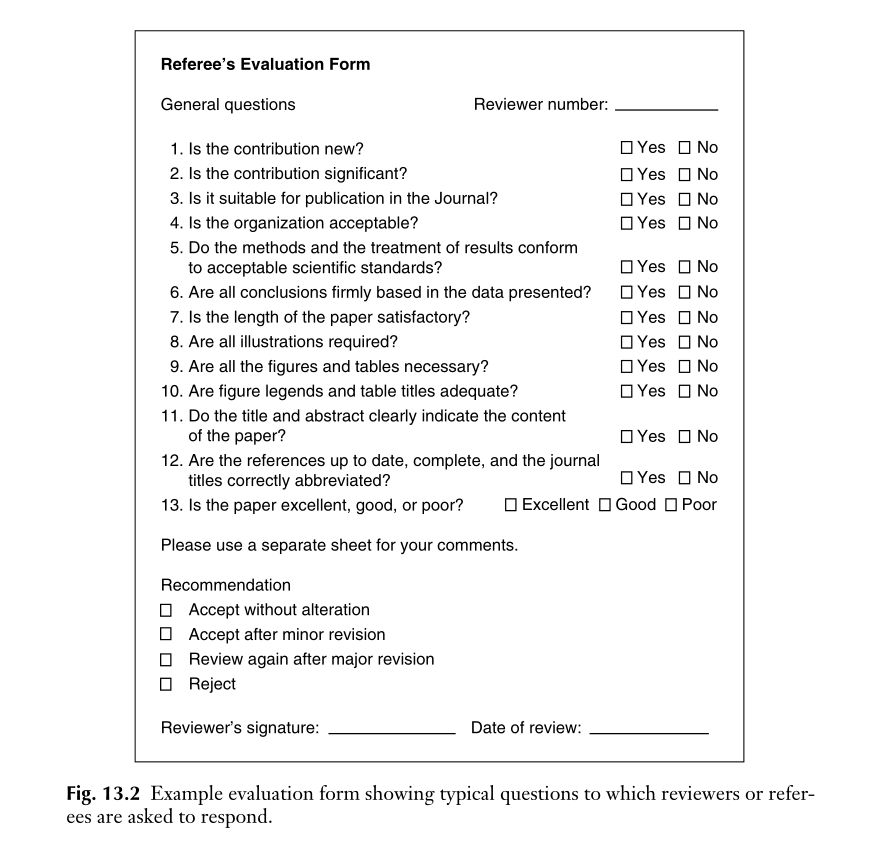 Referee's Evaluation Form
General questions Reviewer number:
1. Is the contribution new? Yes No
2. Is the contribution significant? Yes No
3. Is it suitable for publication in the Journal? Yes No
4. Is the organization acceptable? Yes No
5. Do the methods and the treatment of results conform
to acceptable scientific standards? Yes No
6. Are all conclusions firmly based in the data presented? Yes No
7. Is the length of the paper satisfactory? Yes No
8. Are all illustrations required? Yes No
9. Are all the figures and tables necessary? Yes No
10. Are figure legends and table titles adequate? Yes No
11. Do the title and abstract clearly indicate the content
of the paper? Yes No
12. Are the references up to date, complete, and the journal
titles correctly abbreviated? Yes No
13. Is the paper excellent, good, or poor? Excellent Good Poor
Please use a separate sheet for your comments.
Recommendation
Accept without alteration
Accept after minor revision
Review again after major revision
Reject
Reviewer's signature: Date of review:
Fig. 13.2 Example evaluation form showing typical questions to which reviewers or refer-
ees are asked to respond.